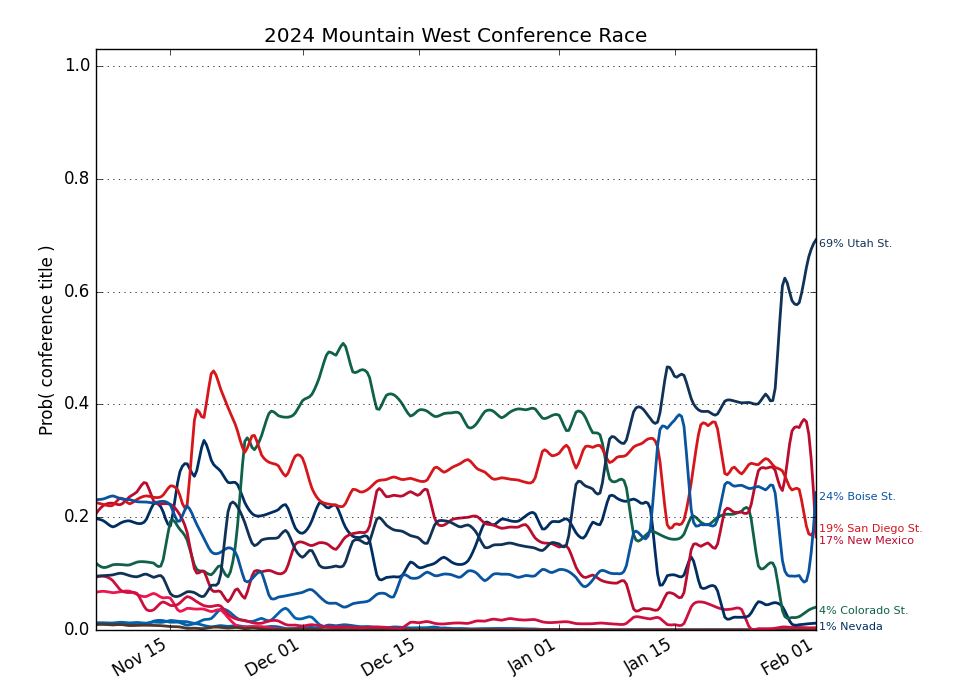 2024 Mountain West Conference Race
Prob( conference title )
1.0
0.8
0.6
0.4
0.2
0.0
Nov 15
Dec 01
Dec 15
Jan 01
Jan 15
Feb 01
69% Utah St.
24% Boise St.
19% San Diego St.
17% New Mexico
4% Colorado St.
1% Nevada